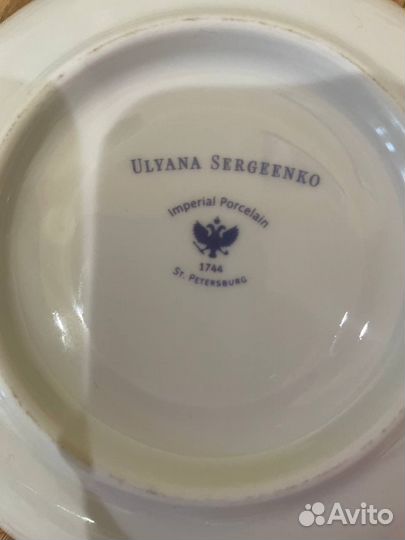 ULYANA SERGEENKO
Imperial Porcelain
1744
ST. PETERSBURG
Avito